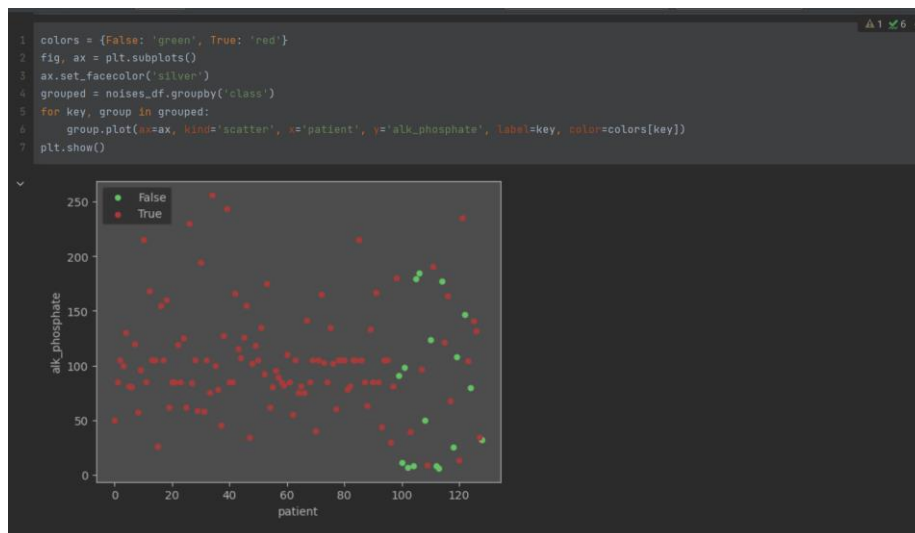 ⚠1 ✓6
1 colors = {False: 'green', True: 'red'}
2 fig, ax = plt.subplots()
3 ax.set_facecolor('silver')
4 grouped = noises_df.groupby('class')
5 for key, group in grouped:
6     group.plot(ax=ax, kind='scatter', x='patient', y='alk_phosphate', label=key, color=colors[key])
7 plt.show()
False
True
250
200
150
100
50
0
alk_phosphate
0 20 40 60 80 100 120
patient